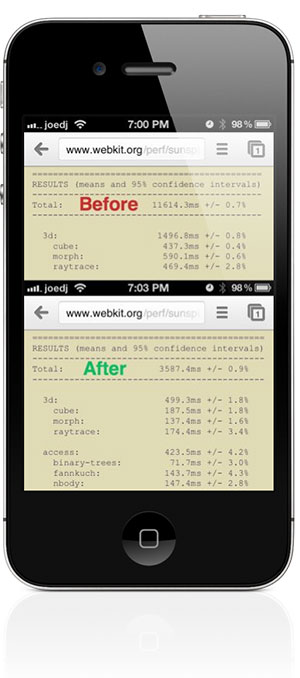 joedj 7:00 PM 98%
www.webkit.org/perf/sunsp 1
============================================
RESULTS (means and 95% confidence intervals)
--------------------------------------------
Total: Before 11614.3ms +/- 0.7%
--------------------------------------------
3d: 1496.8ms +/- 0.8%
cube: 437.3ms +/- 0.4%
morph: 590.1ms +/- 0.6%
raytrace: 469.4ms +/- 2.8%
joedj 7:03 PM 98%
www.webkit.org/perf/sunsp 1
============================================
RESULTS (means and 95% confidence intervals)
--------------------------------------------
Total: After 3587.4ms +/- 0.9%
--------------------------------------------
3d: 499.3ms +/- 1.8%
cube: 187.5ms +/- 1.8%
morph: 137.4ms +/- 1.6%
raytrace: 174.4ms +/- 3.4%
access: 423.5ms +/- 4.2%
binary-trees: 71.7ms +/- 3.0%
fannkuch: 143.7ms +/- 4.3%
nbody: 147.4ms +/- 2.8%